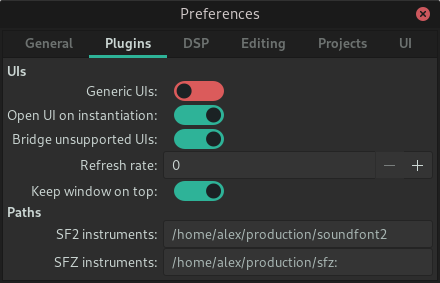 Preferences
General Plugins DSP Editing Projects UI
UIs
Generic UIs:
Open UI on instantiation:
Bridge unsupported UIs:
Refresh rate: 0 − +
Keep window on top:
Paths
SF2 instruments: /home/alex/production/soundfont2
SFZ instruments: /home/alex/production/sfz: